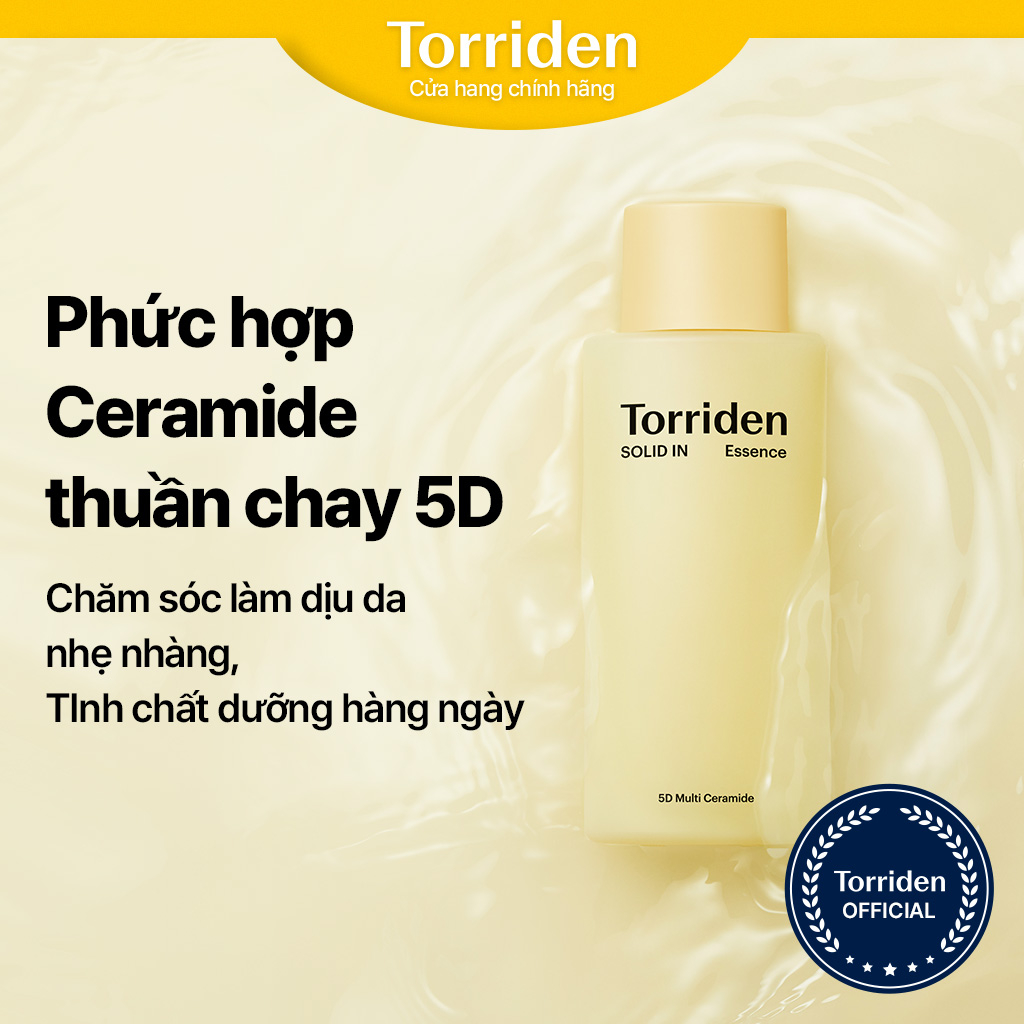 Torriden
Cửa hang chính hãng
Phức hợp
Ceramide
thuần chay 5D
Chăm sóc làm dịu da
nhẹ nhàng,
TInh chất dưỡng hàng ngày
Torriden
SOLID IN Essence
5D Multi Ceramide
Torriden
OFFICIAL